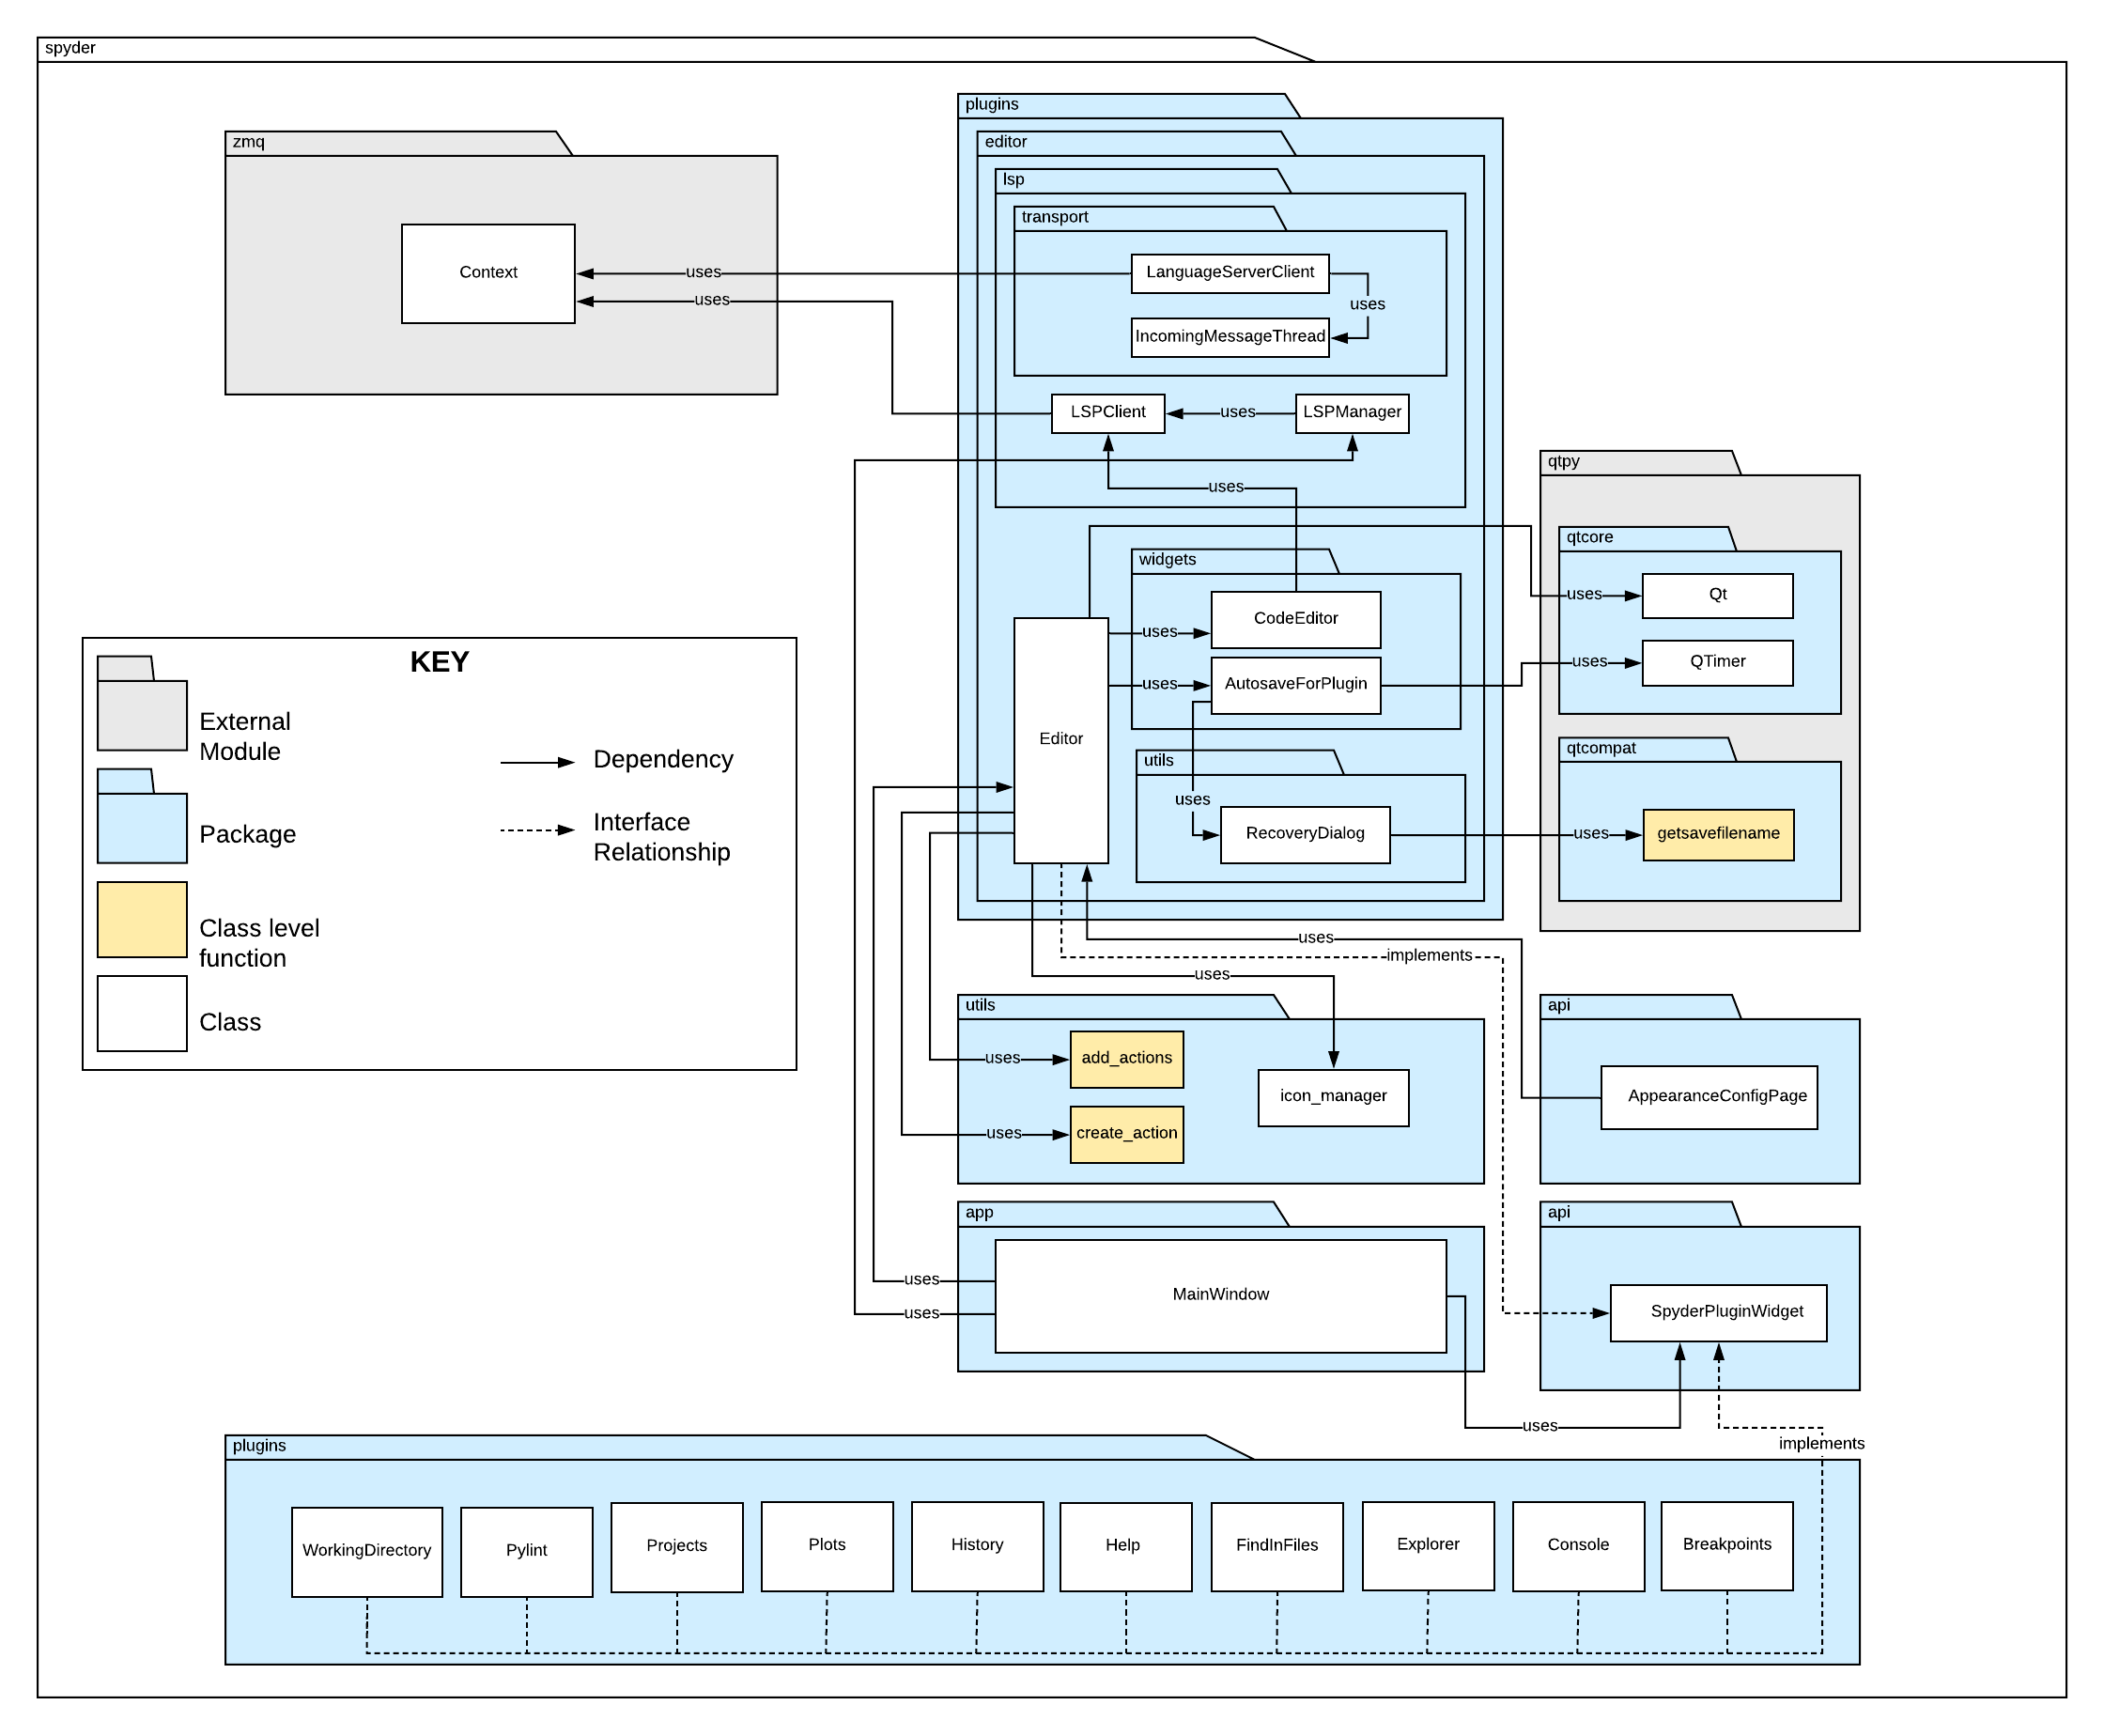 spyder
plugins
zmq
editor
lsp
transport
Context
uses
LanguageServerClient
uses
uses
IncomingMessageThread
LSPClient
uses
LSPManager
uses
qtpy
qtcore
widgets
uses
Qt
CodeEditor
uses
uses
QTimer
uses
AutosaveForPlugin
Editor
utils
qtcompat
uses
RecoveryDialog
uses
getsavefilename
KEY
External
Module
Dependency
Package
Interface
Relationship
Class level
function
Class
uses
implements
uses
utils
api
uses
add_actions
icon_manager
AppearanceConfigPage
uses
create_action
app
api
uses
MainWindow
uses
SpyderPluginWidget
uses
implements
plugins
WorkingDirectory
Pylint
Projects
Plots
History
Help
FindInFiles
Explorer
Console
Breakpoints